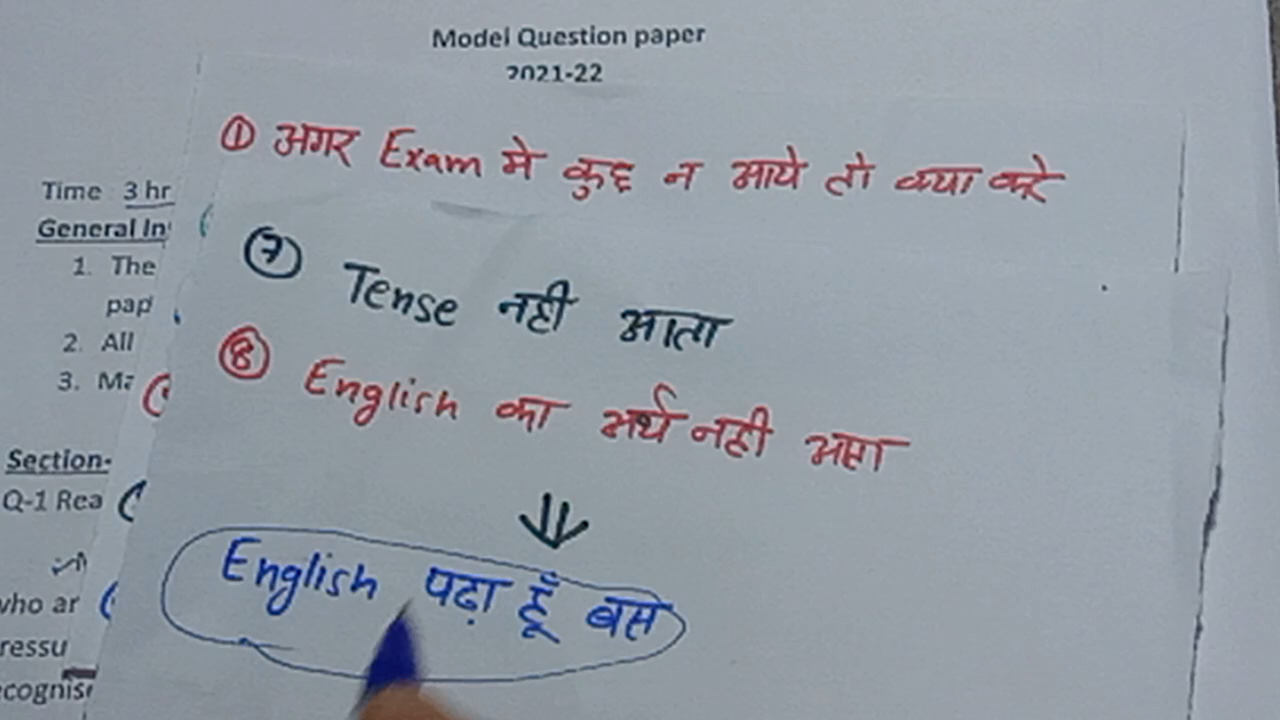 Model Question paper
2021-22
① अगर Exam मे कुछ न आये तो क्या करे
Time 3 hr
General In
1. The
pap
⑦ Tense नही आता
2. All
3. Ma
⑧ English का अर्थ नही आता
Section-
Q-1 Rea
English पढ़ा हूँ बस
who ar
ressu
ecognis